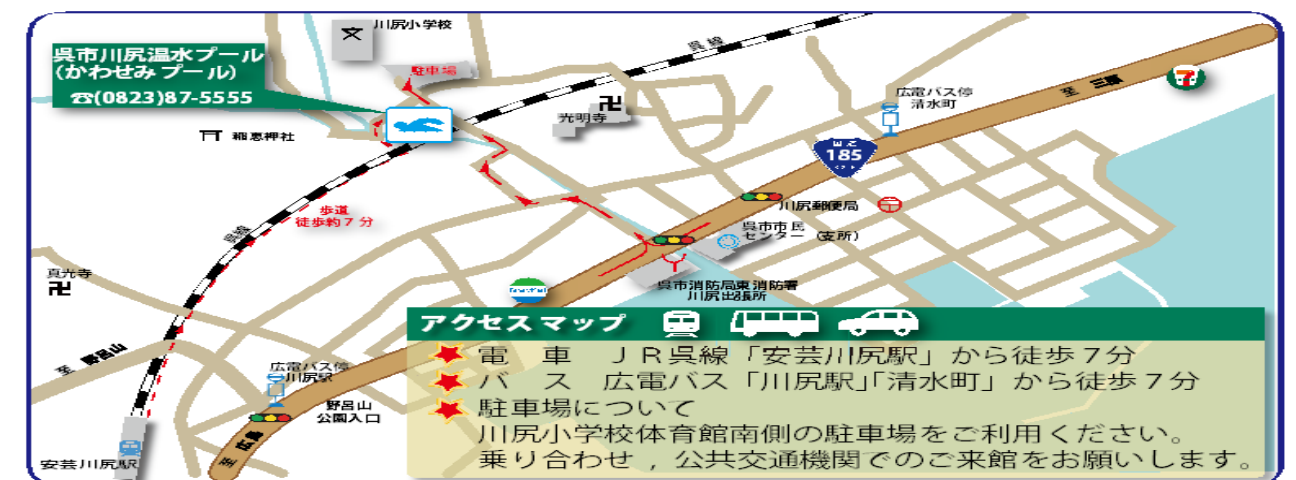 川尻小学校
文
呉市川尻温水プール
(かわせみプール)
☎(0823)87-5555
駐車場
呉線
至 三原
7
広電バス停
清水町
卍
光明寺
稲恵神社
国道
185
川尻郵便局
歩道
徒歩約7分
呉線
呉市市民
センター（支所）
真光寺
卍
呉市消防局東消防署
川尻出張所
至 野呂山
広電バス停
川尻駅
野呂山
公園入口
至 広島
安芸川尻駅
アクセスマップ
電　車　ＪＲ呉線「安芸川尻駅」から徒歩７分
バ　ス　広電バス「川尻駅」「清水町」から徒歩７分
駐車場について
川尻小学校体育館南側の駐車場をご利用ください。
乗り合わせ，公共交通機関でのご来館をお願いします。